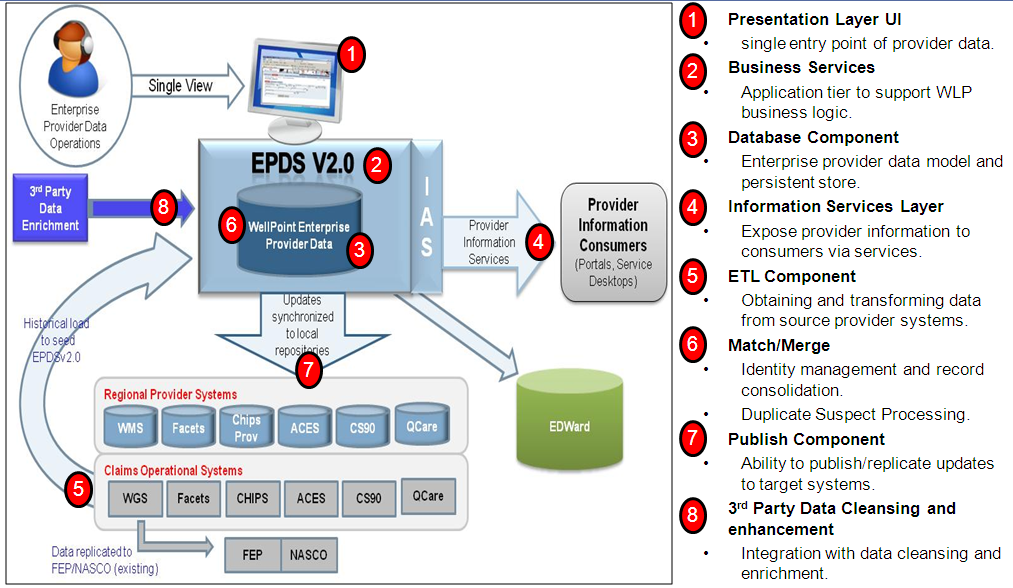 Enterprise
Provider Data
Operations
Single View
1
EPDS V2.0
2
I
A
S
3rd Party
Data
Enrichment
8
6
WellPoint Enterprise
Provider Data
3
Provider
Information
Services
4
Provider
Information
Consumers
(Portals, Service
Desktops)
Updates
synchronized
to local
repositories
7
Historical load
to seed
EPDSv2.0
EDWard
Regional Provider Systems
WMS
Facets
Chips
Prov
ACES
CS90
QCare
Claims Operational Systems
5
WGS
Facets
CHIPS
ACES
CS90
QCare
Data replicated to
FEP/NASCO (existing)
FEP
NASCO
1 Presentation Layer UI
• single entry point of provider data.
2 Business Services
• Application tier to support WLP
business logic.
3 Database Component
• Enterprise provider data model and
persistent store.
4 Information Services Layer
• Expose provider information to
consumers via services.
5 ETL Component
• Obtaining and transforming data
from source provider systems.
6 Match/Merge
• Identity management and record
consolidation.
• Duplicate Suspect Processing.
7 Publish Component
• Ability to publish/replicate updates
to target systems.
8 3rd Party Data Cleansing and
enhancement
• Integration with data cleansing and
enrichment.